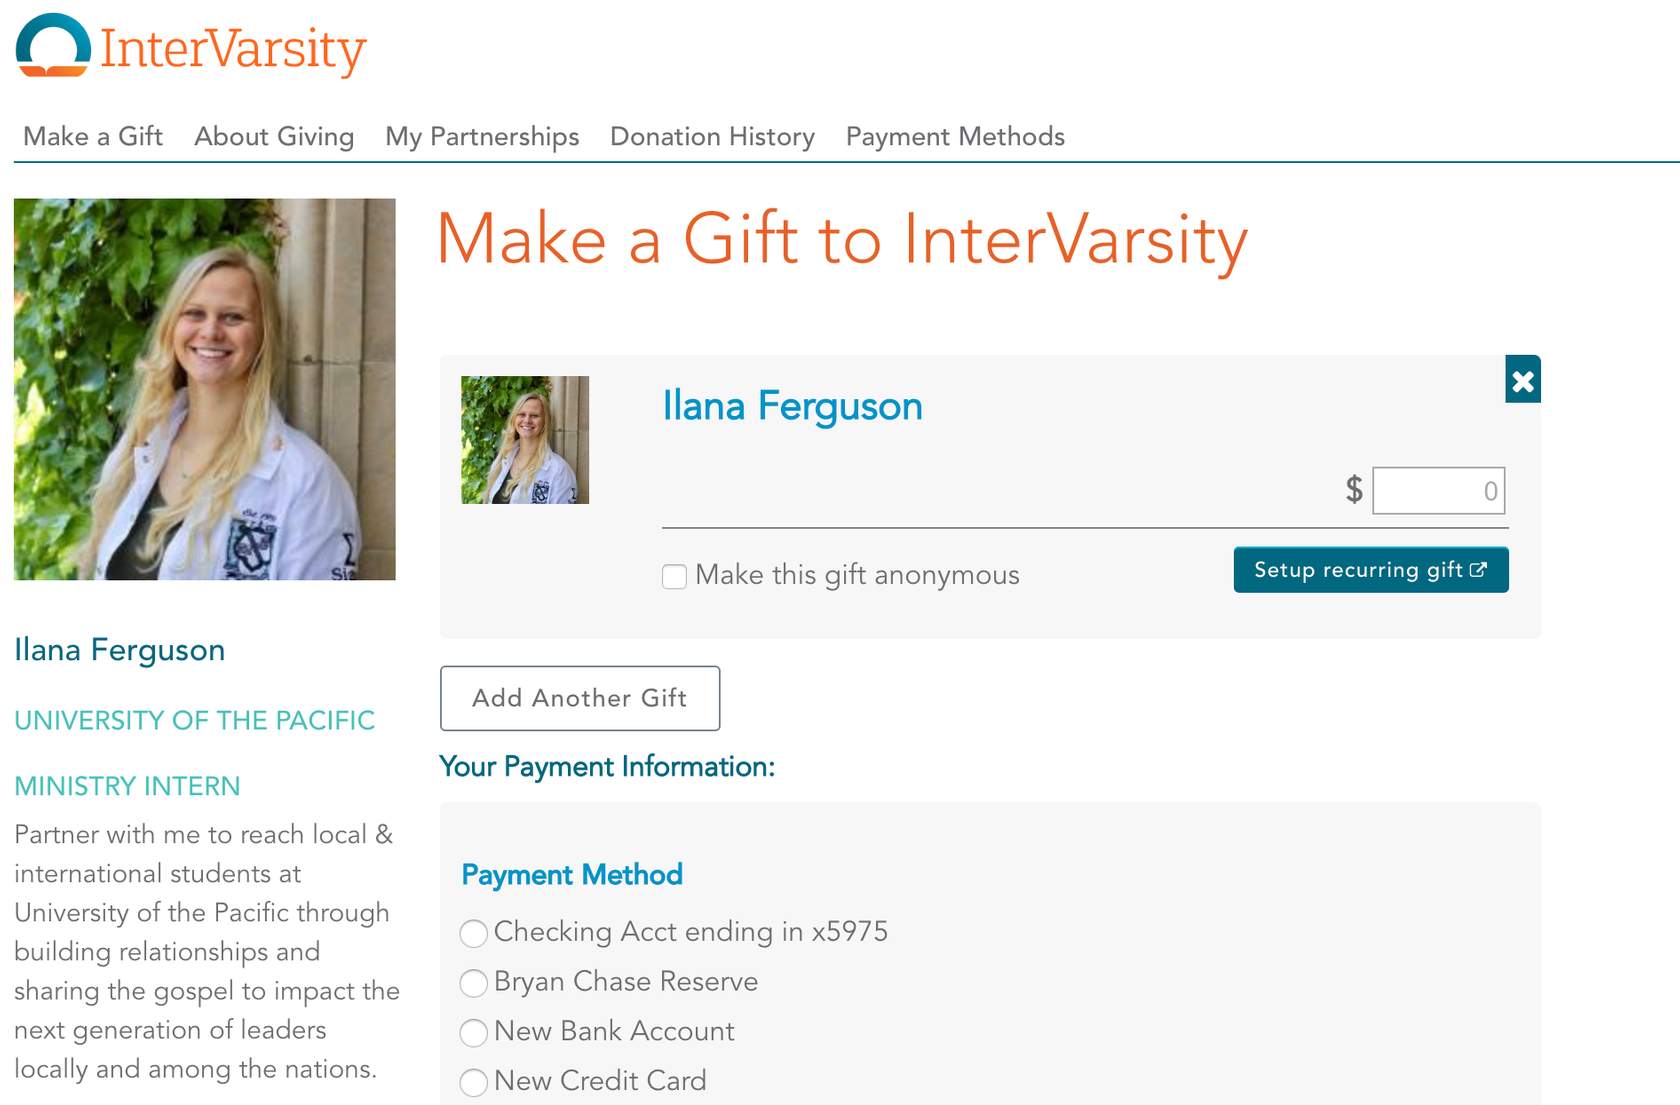 InterVarsity
Make a Gift
About Giving
My Partnerships
Donation History
Payment Methods
Ilana Ferguson
UNIVERSITY OF THE PACIFIC
MINISTRY INTERN
Partner with me to reach local &
international students at
University of the Pacific through
building relationships and
sharing the gospel to impact the
next generation of leaders
locally and among the nations.
Make a Gift to InterVarsity
Ilana Ferguson
$ 0
Make this gift anonymous
Setup recurring gift
Add Another Gift
Your Payment Information:
Payment Method
Checking Acct ending in x5975
Bryan Chase Reserve
New Bank Account
New Credit Card